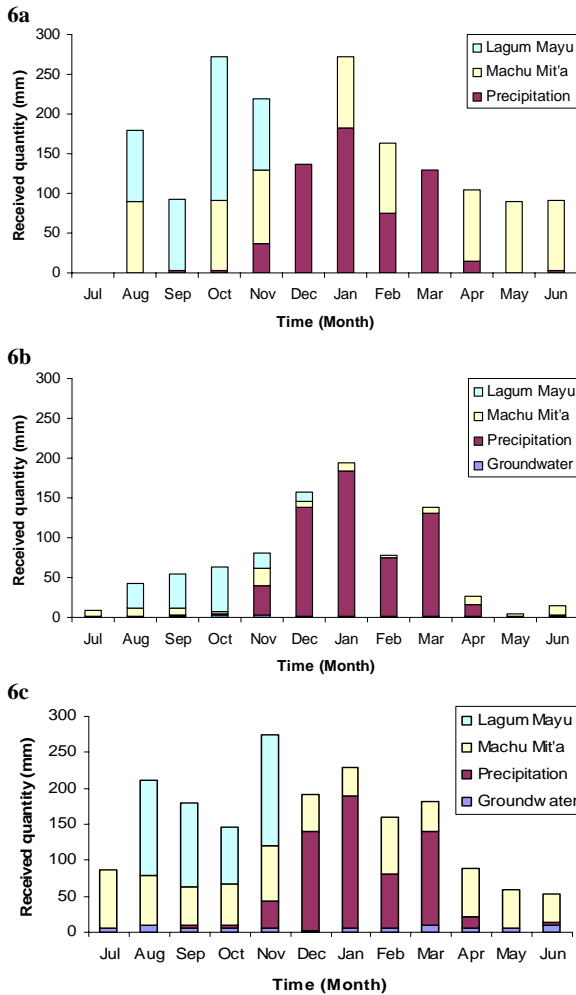 6a
300
250
200
150
100
50
0
Received quantity (mm)
Lagum Mayu
Machu Mit'a
Precipitation
Jul Aug Sep Oct Nov Dec Jan Feb Mar Apr May Jun
Time (Month)
6b
300
250
200
150
100
50
0
Received quantity (mm)
Lagum Mayu
Machu Mit'a
Precipitation
Groundwater
Jul Aug Sep Oct Nov Dec Jan Feb Mar Apr May Jun
Time (Month)
6c
300
250
200
150
100
50
0
Received quantity (mm)
Lagum Mayu
Machu Mit'a
Precipitation
Groundwater
Jul Aug Sep Oct Nov Dec Jan Feb Mar Apr May Jun
Time (Month)